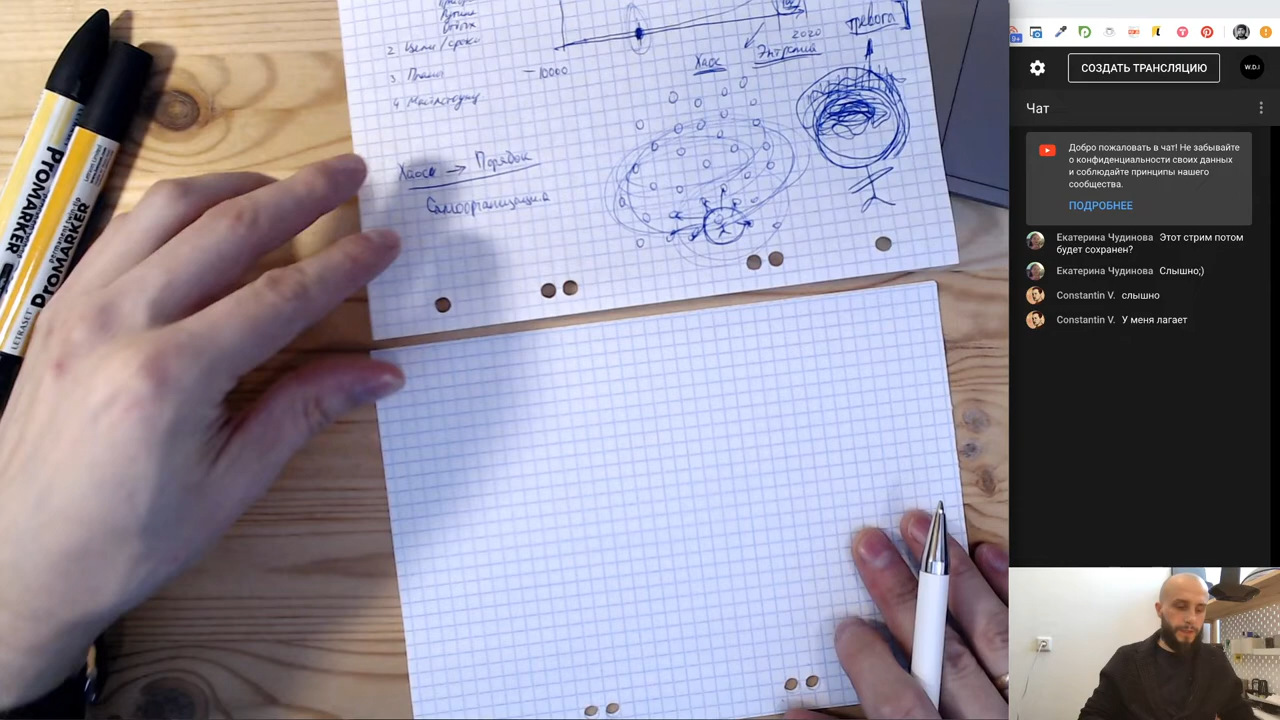 2. Цели / сроки
3. Планы — 10000
4.
Хаос → Порядок
Самоорганизация
2020
Хаос
Энтропия
тревога
PROMARKER
PROMARKER
LETRASET
9+
СОЗДАТЬ ТРАНСЛЯЦИЮ
W.D.I
Чат
Добро пожаловать в чат! Не забывайте
о конфиденциальности своих данных
и соблюдайте принципы нашего
сообщества.
ПОДРОБНЕЕ
Екатерина Чудинова Этот стрим потом
будет сохранен?
Екатерина Чудинова Слышно;)
Constantin V. слышно
Constantin V. У меня лагает